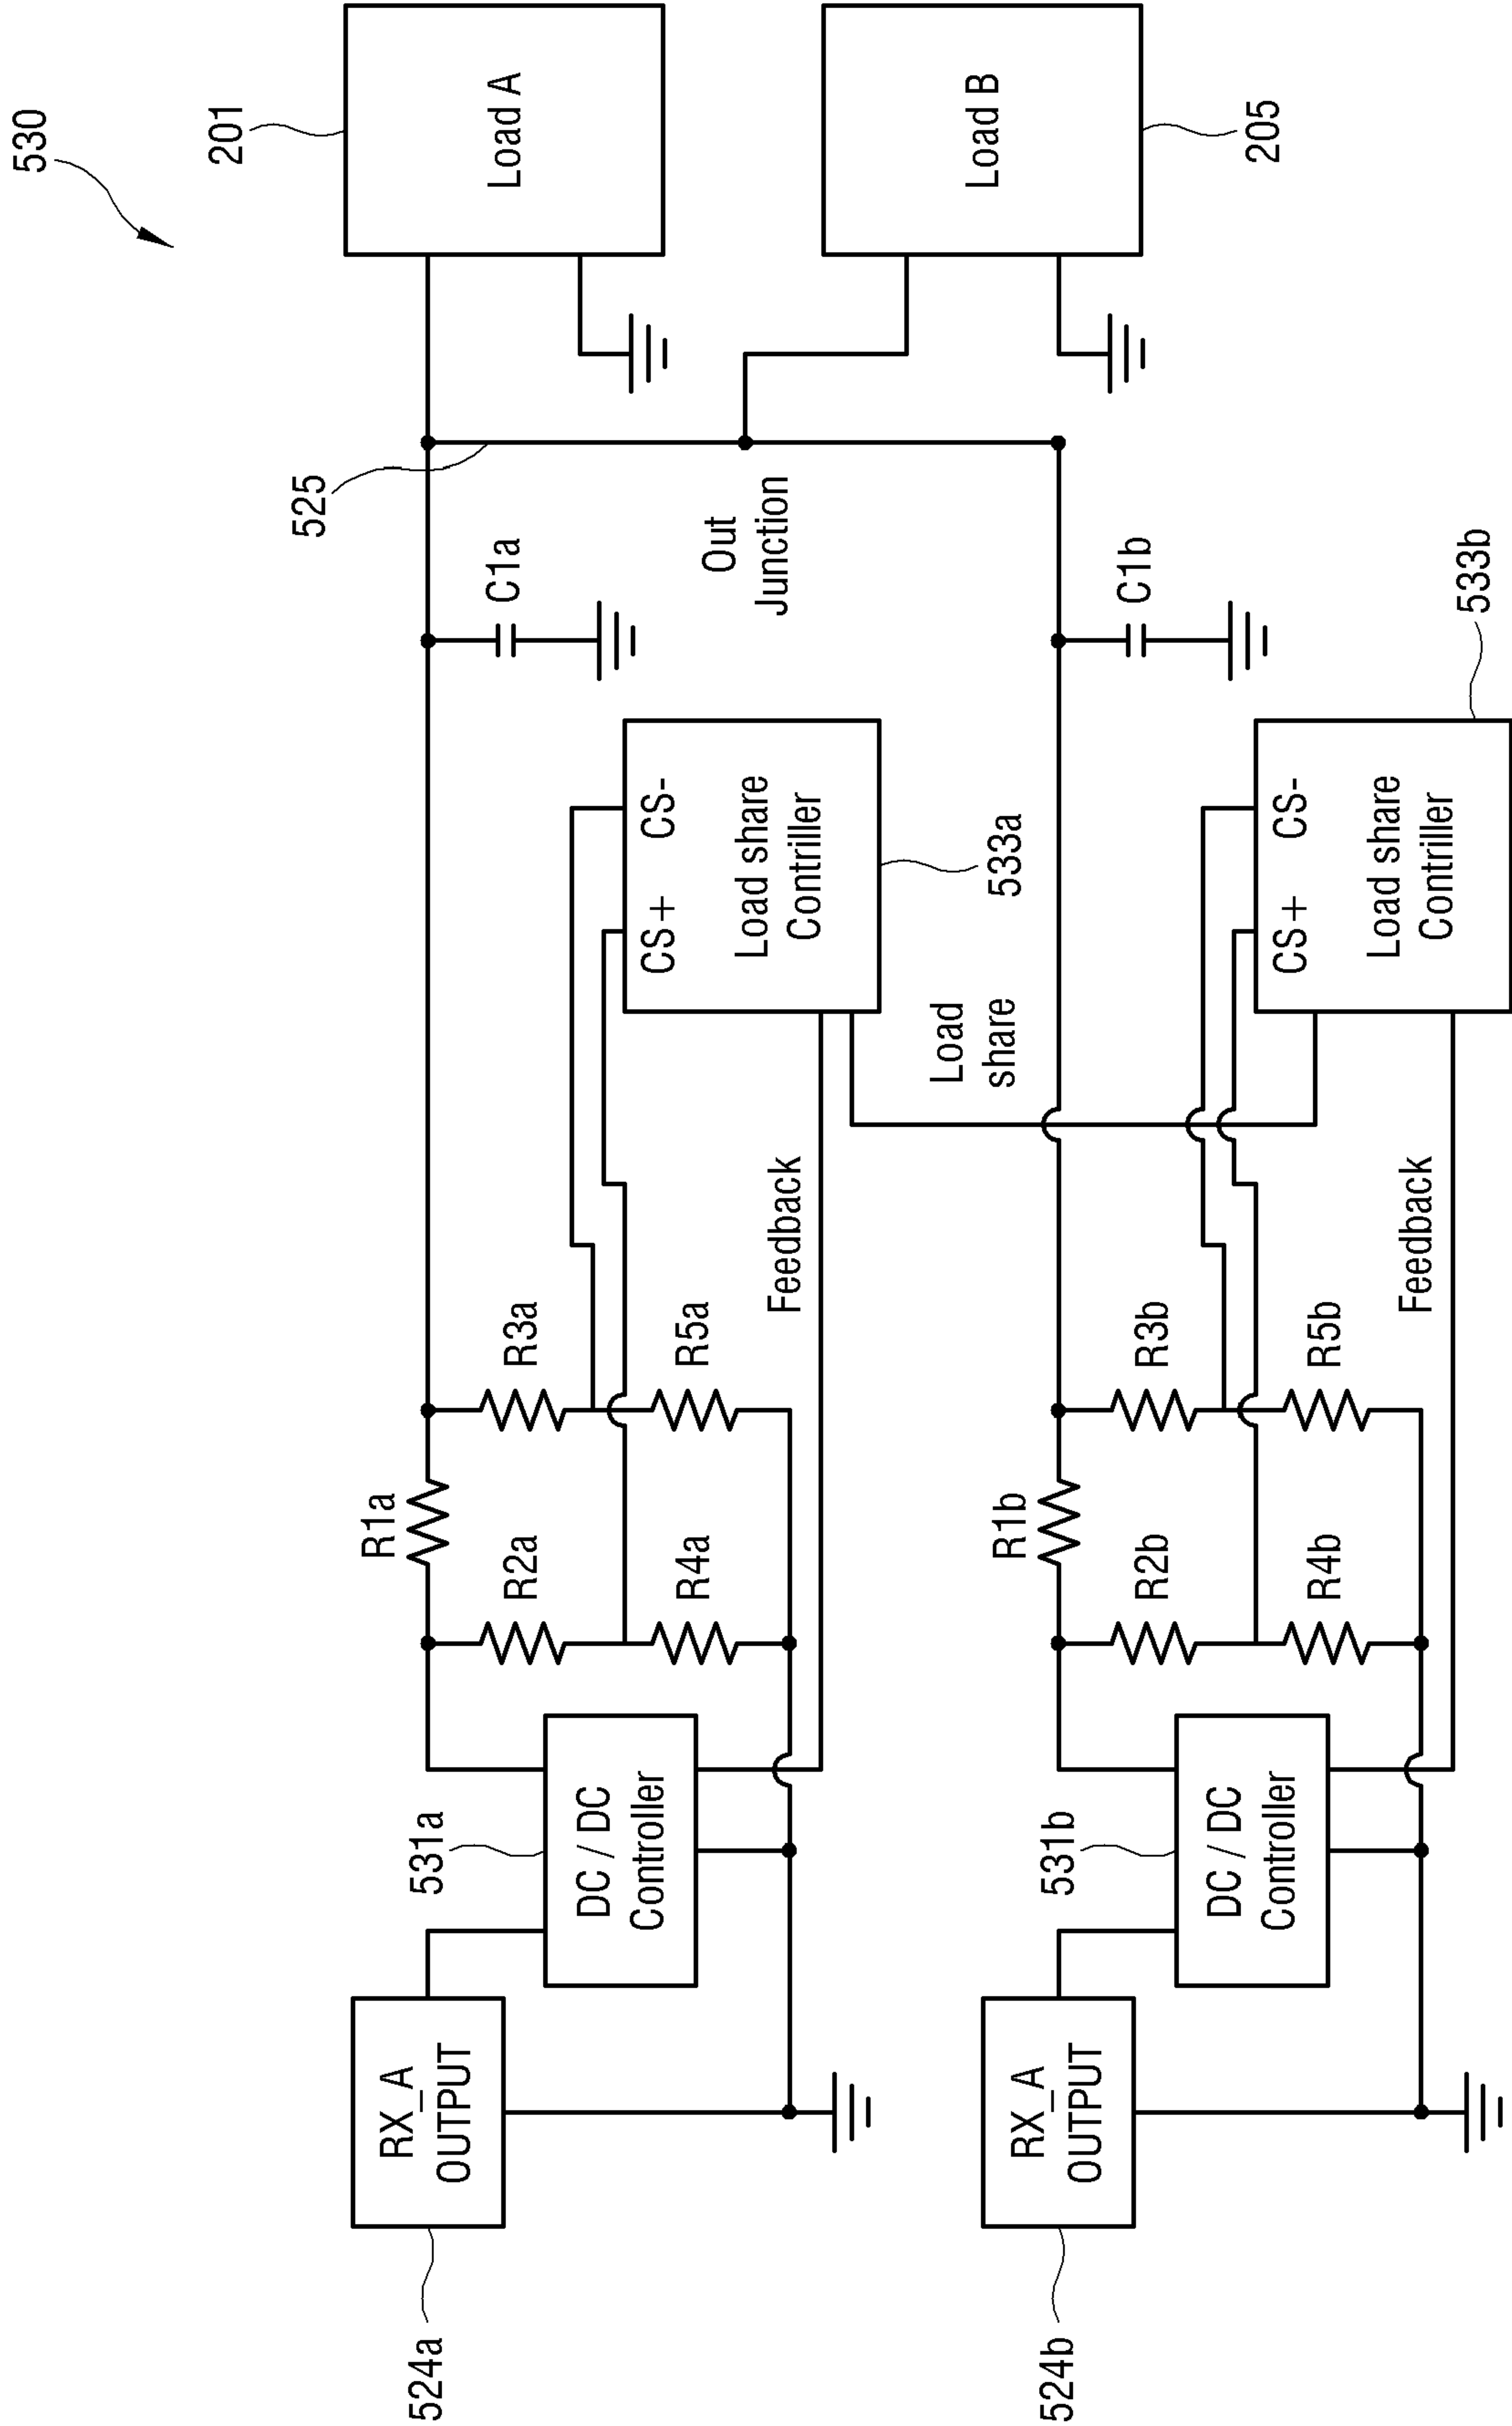 530
201
Load A
525
C1a
Out
Junction
Load B
205
R1a
R2a
R3a
R4a
R5a
CS+
CS-
Load share
Contriller
533a
Feedback
Load
share
524a
RX_A
OUTPUT
531a
DC / DC
Controller
R1b
R2b
R3b
R4b
R5b
C1b
CS+
CS-
Load share
Contriller
533b
Feedback
524b
RX_A
OUTPUT
531b
DC / DC
Controller